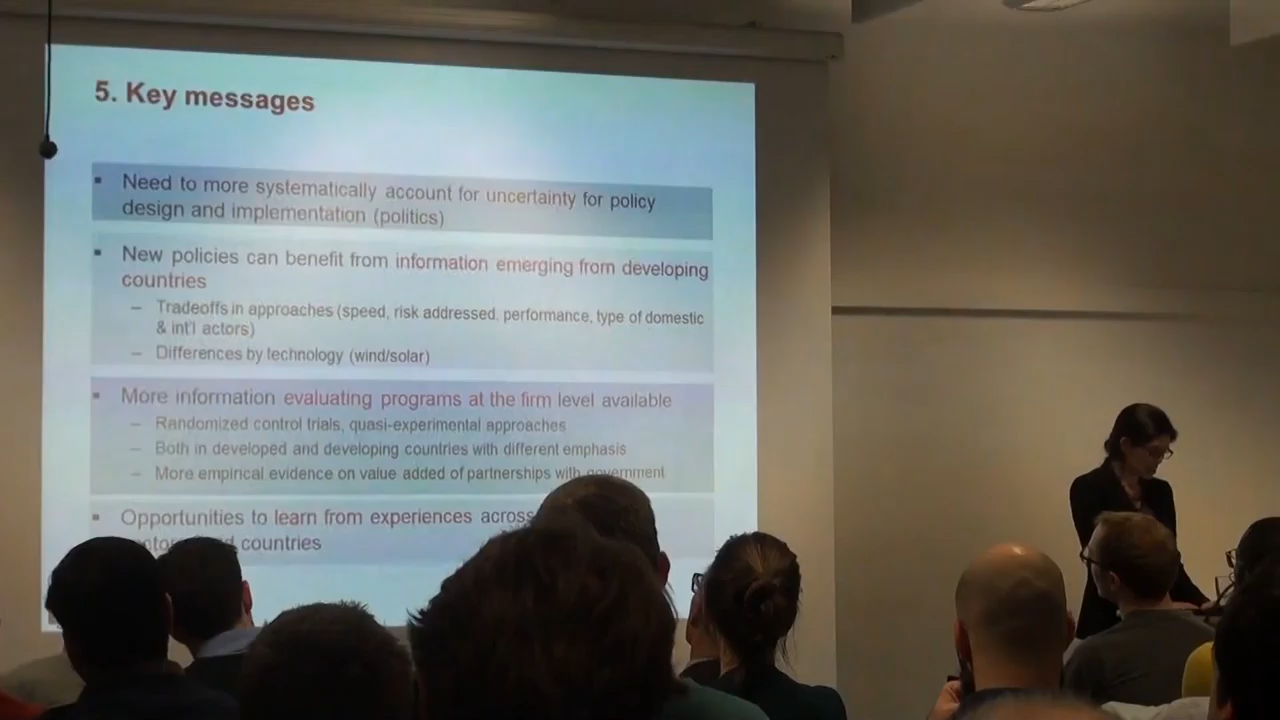 5. Key messages
Need to more systematically account for uncertainty for policy
design and implementation (politics)
New policies can benefit from information emerging from developing
countries
– Tradeoffs in approaches (speed, risk addressed, performance, type of domestic
& int'l actors)
– Differences by technology (wind/solar)
More information evaluating programs at the firm level available
– Randomized control trials, quasi-experimental approaches
– Both in developed and developing countries with different emphasis
– More empirical evidence on value added of partnerships with government
Opportunities to learn from experiences across
countries